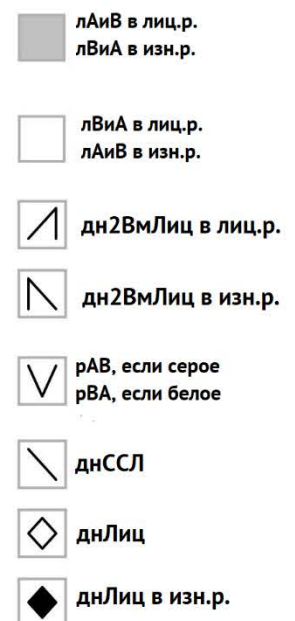 лАиВ в лиц.р.
лВиА в изн.р.
лВиА в лиц.р.
лАиВ в изн.р.
дн2ВмЛиц в лиц.р.
дн2ВмЛиц в изн.р.
рАВ, если серое
рВА, если белое
днССЛ
днЛиц
днЛиц в изн.р.